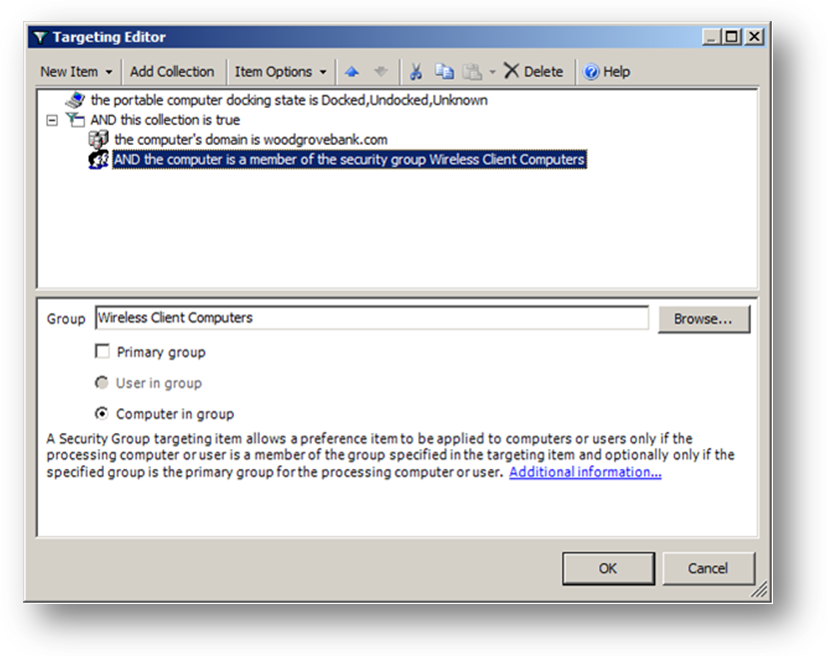 Targeting Editor
New Item Add Collection Item Options Delete Help
the portable computer docking state is Docked,Undocked,Unknown
AND this collection is true
the computer's domain is woodgrovebank.com
AND the computer is a member of the security group Wireless Client Computers
Group Wireless Client Computers Browse...
Primary group
User in group
Computer in group
A Security Group targeting item allows a preference item to be applied to computers or users only if the
processing computer or user is a member of the group specified in the targeting item and optionally only if the
specified group is the primary group for the processing computer or user. Additional information...
OK Cancel